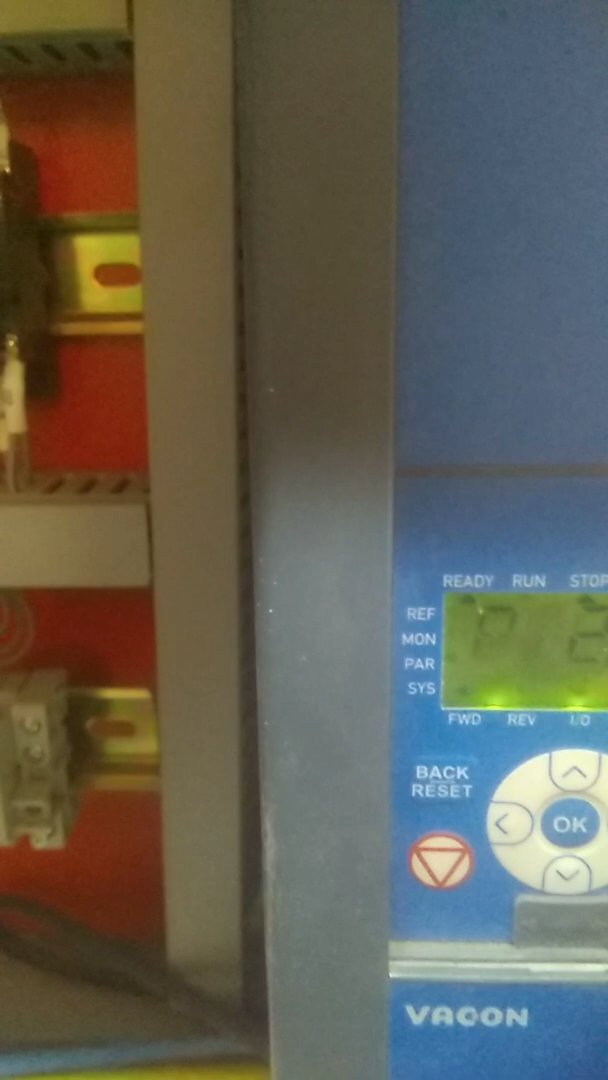 READY RUN STOP
REF
MON
PAR
SYS
FWD REV I/O
BACK
RESET
OK
VACON